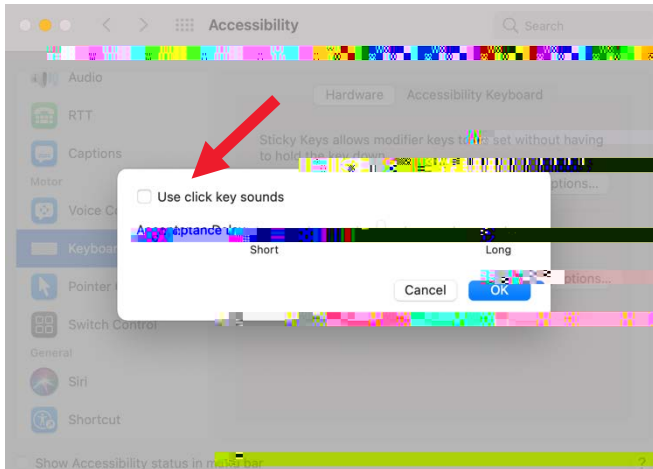 Accessibility
Search
Audio
Hardware
Accessibility Keyboard
RTT
Sticky Keys allows modifier keys to set without having
to hold the key down
Captions
Motor
Use click key sounds
Voice
Short
Long
Pointer
Cancel
OK
Switch Control
General
Siri
Shortcut
Show Accessibility status in bar
?